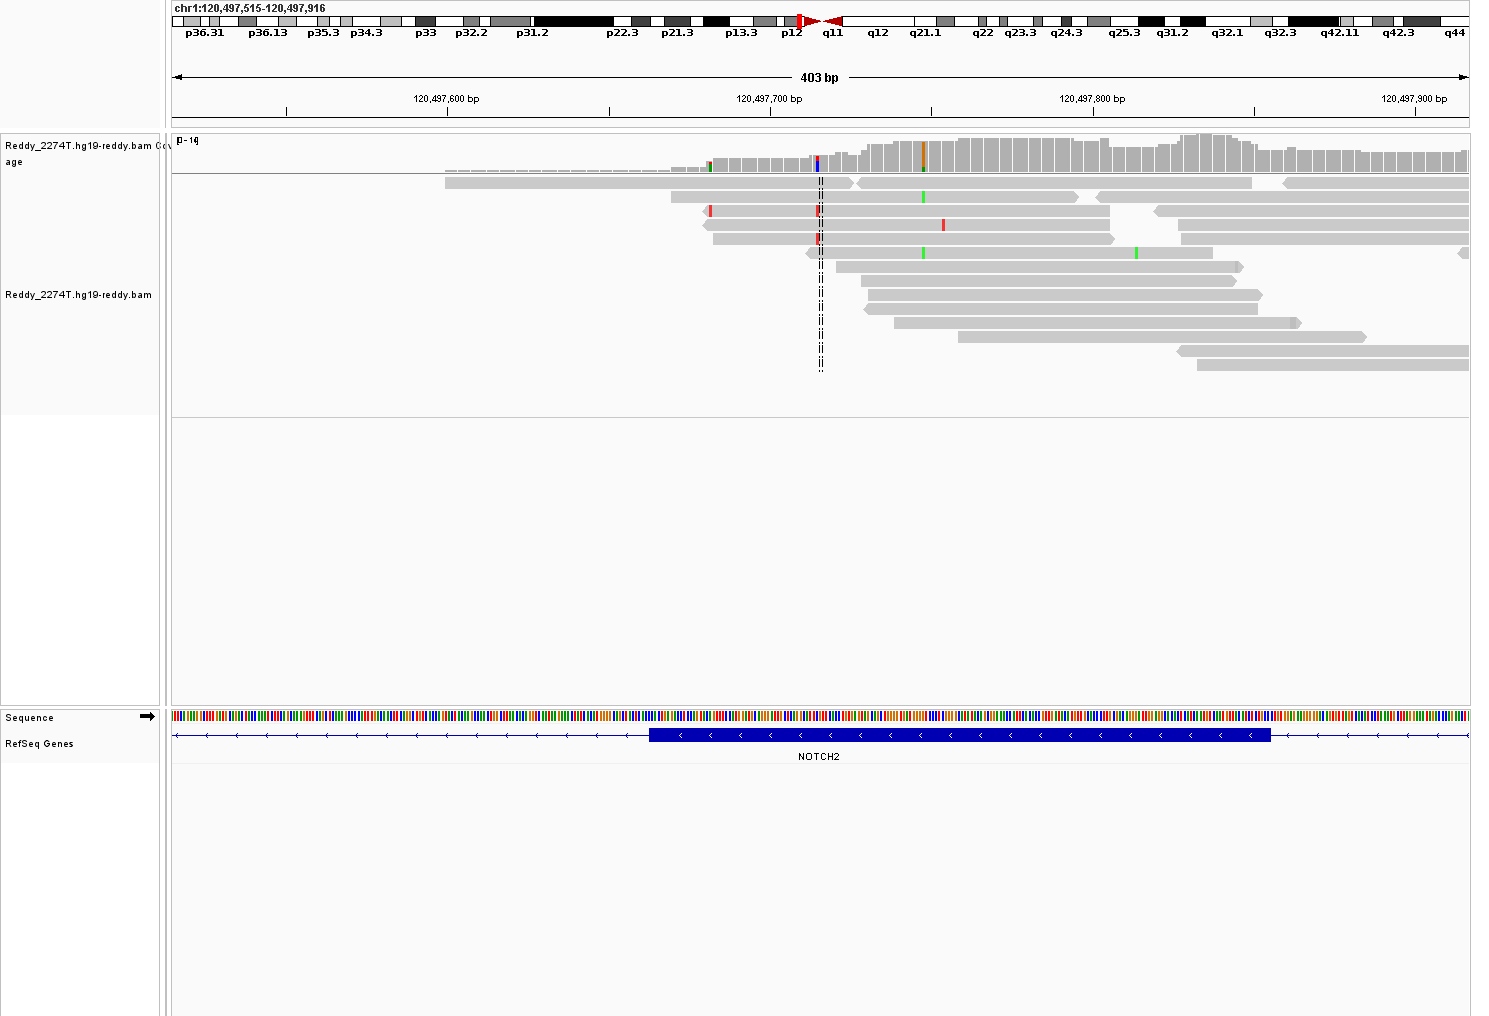 chr1:120,497,515-120,497,916
p36.31 p36.13 p35.3 p34.3 p33 p32.2 p31.2 p22.3 p21.3 p13.3 p12 q11 q12 q21.1 q22 q23.3 q24.3 q25.3 q31.2 q32.1 q32.3 q42.11 q42.3 q44
403 bp
120,497,600 bp 120,497,700 bp 120,497,800 bp 120,497,900 bp
Reddy_2274T.hg19-reddy.bam Cov
age
Reddy_2274T.hg19-reddy.bam
Sequence
RefSeq Genes
NOTCH2